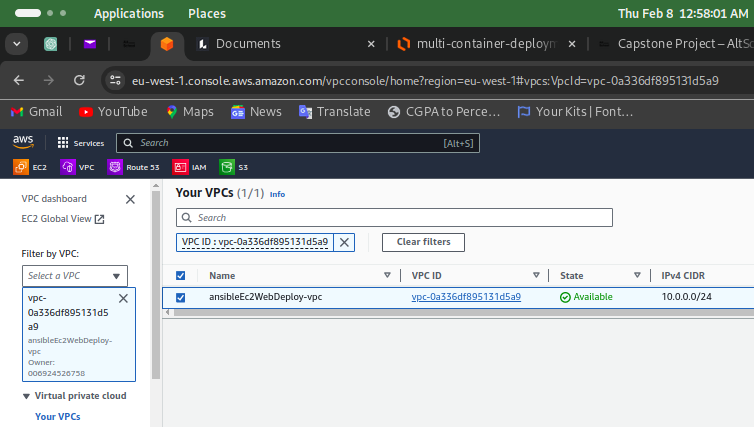 Applications Places Thu Feb 8 12:58:01 AM
Documents multi-container-deploym Capstone Project – AltSc
eu-west-1.console.aws.amazon.com/vpcconsole/home?region=eu-west-1#vpcs:VpcId=vpc-0a336df895131d5a9
Gmail YouTube Maps News Translate CGPA to Perce... Your Kits | Font...
aws Services Search [Alt+S]
EC2 VPC Route 53 IAM S3
VPC dashboard
EC2 Global View
Filter by VPC:
Select a VPC
vpc-
0a336df895131d5
a9
ansibleEc2WebDeploy-
vpc
Owner:
006924526758
Virtual private cloud
Your VPCs
Your VPCs (1/1) Info
Search
VPC ID : vpc-0a336df895131d5a9 Clear filters
Name VPC ID State IPv4 CIDR
ansibleEc2WebDeploy-vpc vpc-0a336df895131d5a9 Available 10.0.0.0/24